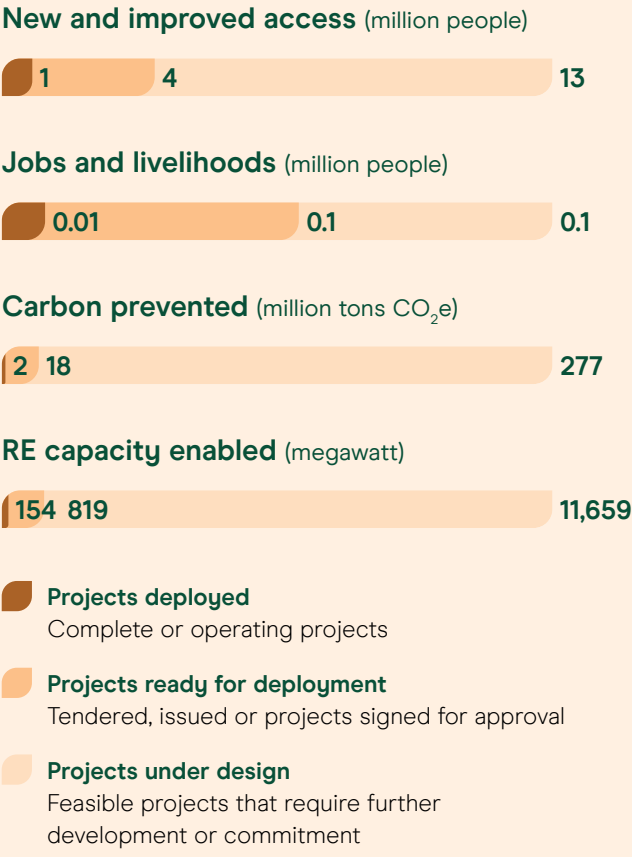 New and improved access (million people)
1 4 13
Jobs and livelihoods (million people)
0.01 0.1 0.1
Carbon prevented (million tons CO₂e)
2 18 277
RE capacity enabled (megawatt)
154 819 11,659
Projects deployed
Complete or operating projects
Projects ready for deployment
Tendered, issued or projects signed for approval
Projects under design
Feasible projects that require further
development or commitment